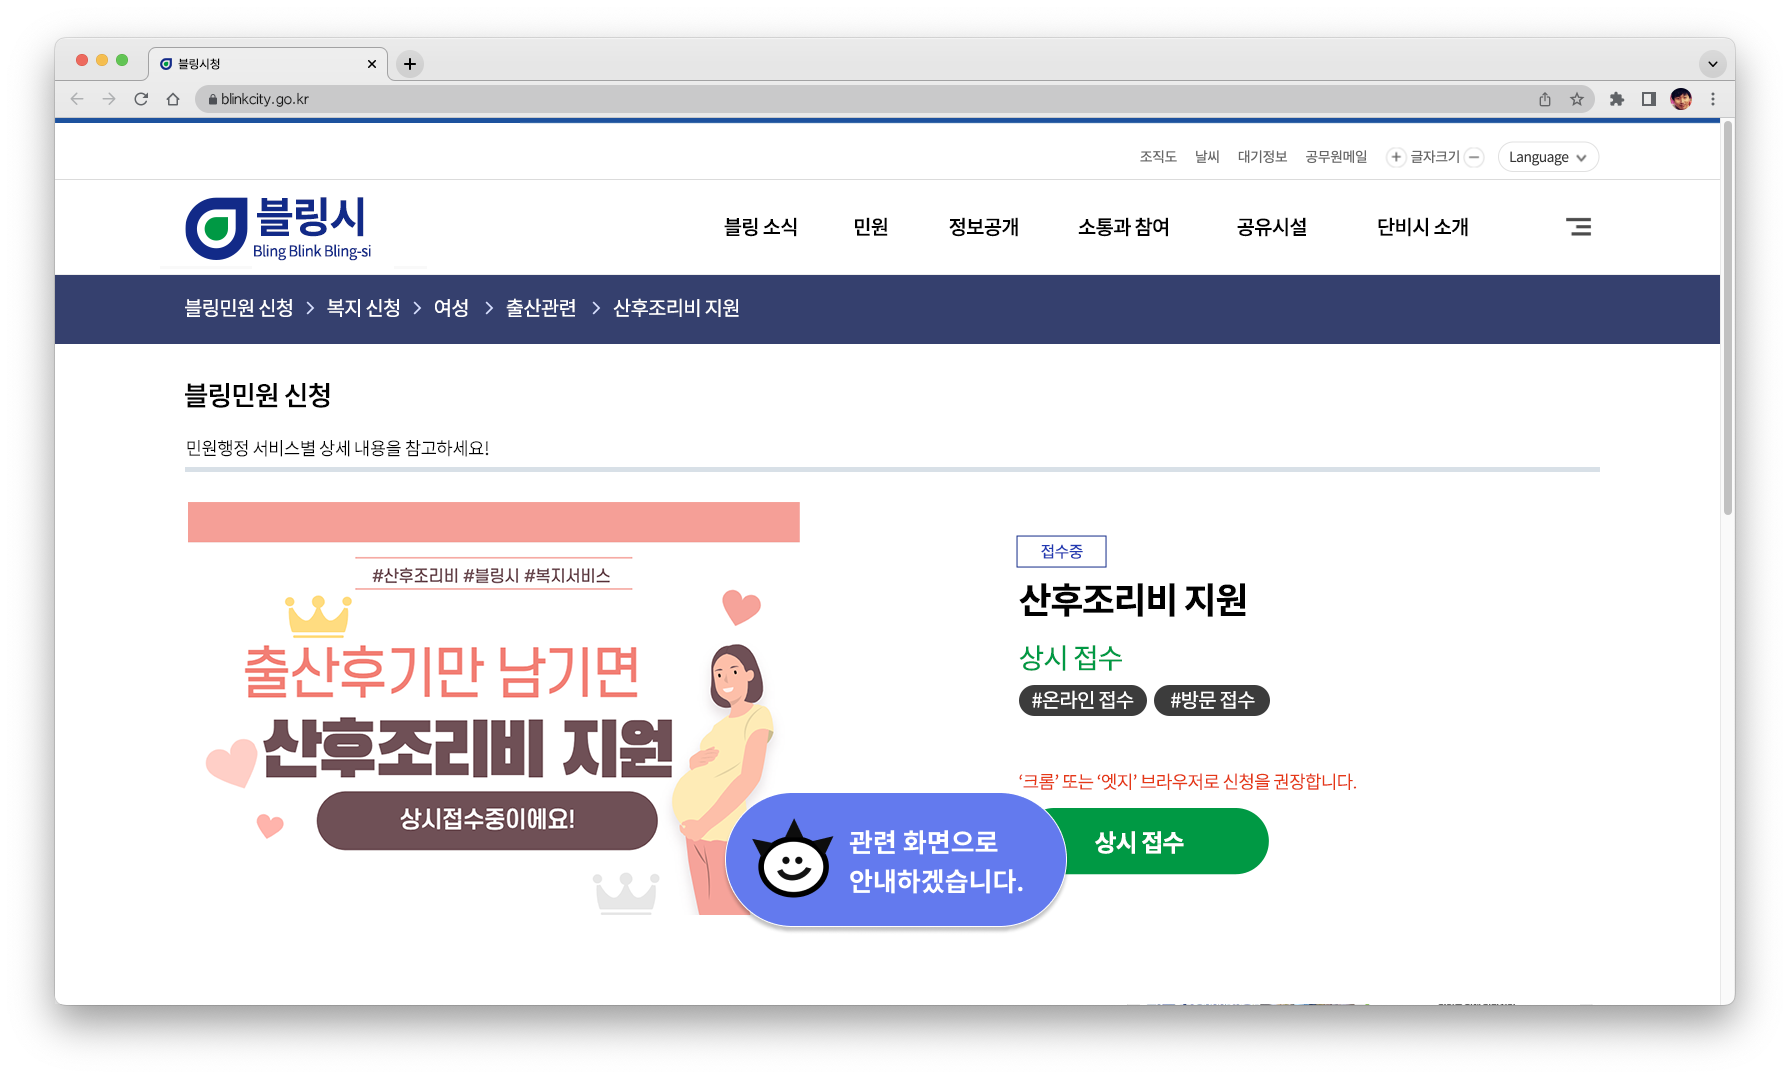 블링시청
blinkcity.go.kr
조직도 날씨 대기정보 공무원메일 글자크기 Language
블링시
Bling Blink Bling-si
블링 소식 민원 정보공개 소통과 참여 공유시설 단비시 소개
블링민원 신청 > 복지 신청 > 여성 > 출산관련 > 산후조리비 지원
블링민원 신청
민원행정 서비스별 상세 내용을 참고하세요!
#산후조리비 #블링시 #복지서비스
출산후기만 남기면
산후조리비 지원
상시접수중이에요!
접수중
산후조리비 지원
상시 접수
#온라인 접수 #방문 접수
‘크롬’ 또는 ‘엣지’ 브라우저로 신청을 권장합니다.
상시 접수
관련 화면으로
안내하겠습니다.